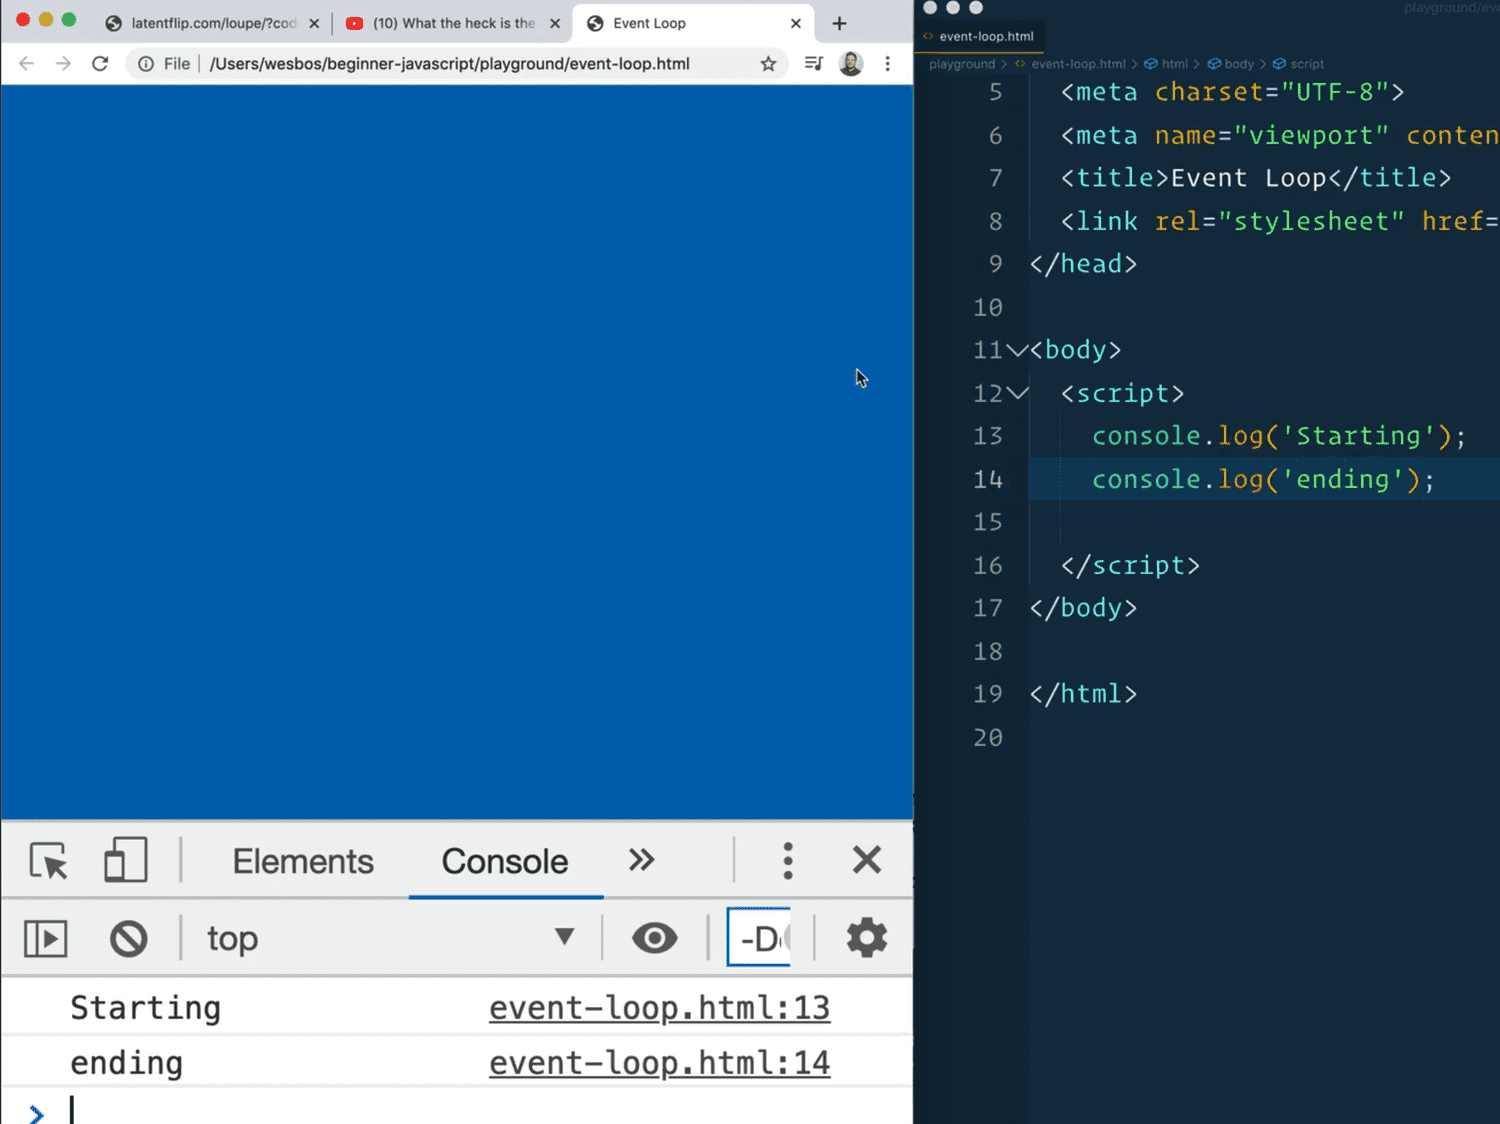 latentflip.com/loupe/?cod
(10) What the heck is the
Event Loop
File
/Users/wesbos/beginner-javascript/playground/event-loop.html
Elements
Console
top
Starting
event-loop.html:13
ending
event-loop.html:14
playground/eve
event-loop.html
playground > event-loop.html > html > body > script
5 <meta charset="UTF-8">
6 <meta name="viewport" conten
7 <title>Event Loop</title>
8 <link rel="stylesheet" href=
9 </head>
10
11 <body>
12 <script>
13 console.log('Starting');
14 console.log('ending');
15
16 </script>
17 </body>
18
19 </html>
20